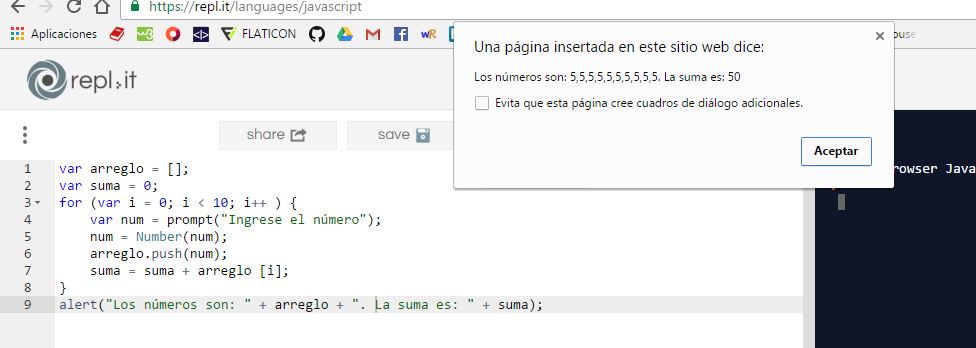 https://repl.it/languages/javascript
Aplicaciones
FLATICON
repl.it
share
save
Una página insertada en este sitio web dice:
Los números son: 5,5,5,5,5,5,5,5,5,5. La suma es: 50
Evita que esta página cree cuadros de diálogo adicionales.
Aceptar
rowser Java
1 var arreglo = [];
2 var suma = 0;
3 for (var i = 0; i < 10; i++ ) {
4 var num = prompt("Ingrese el número");
5 num = Number(num);
6 arreglo.push(num);
7 suma = suma + arreglo [i];
8 }
9 alert("Los números son: " + arreglo + ". La suma es: " + suma);